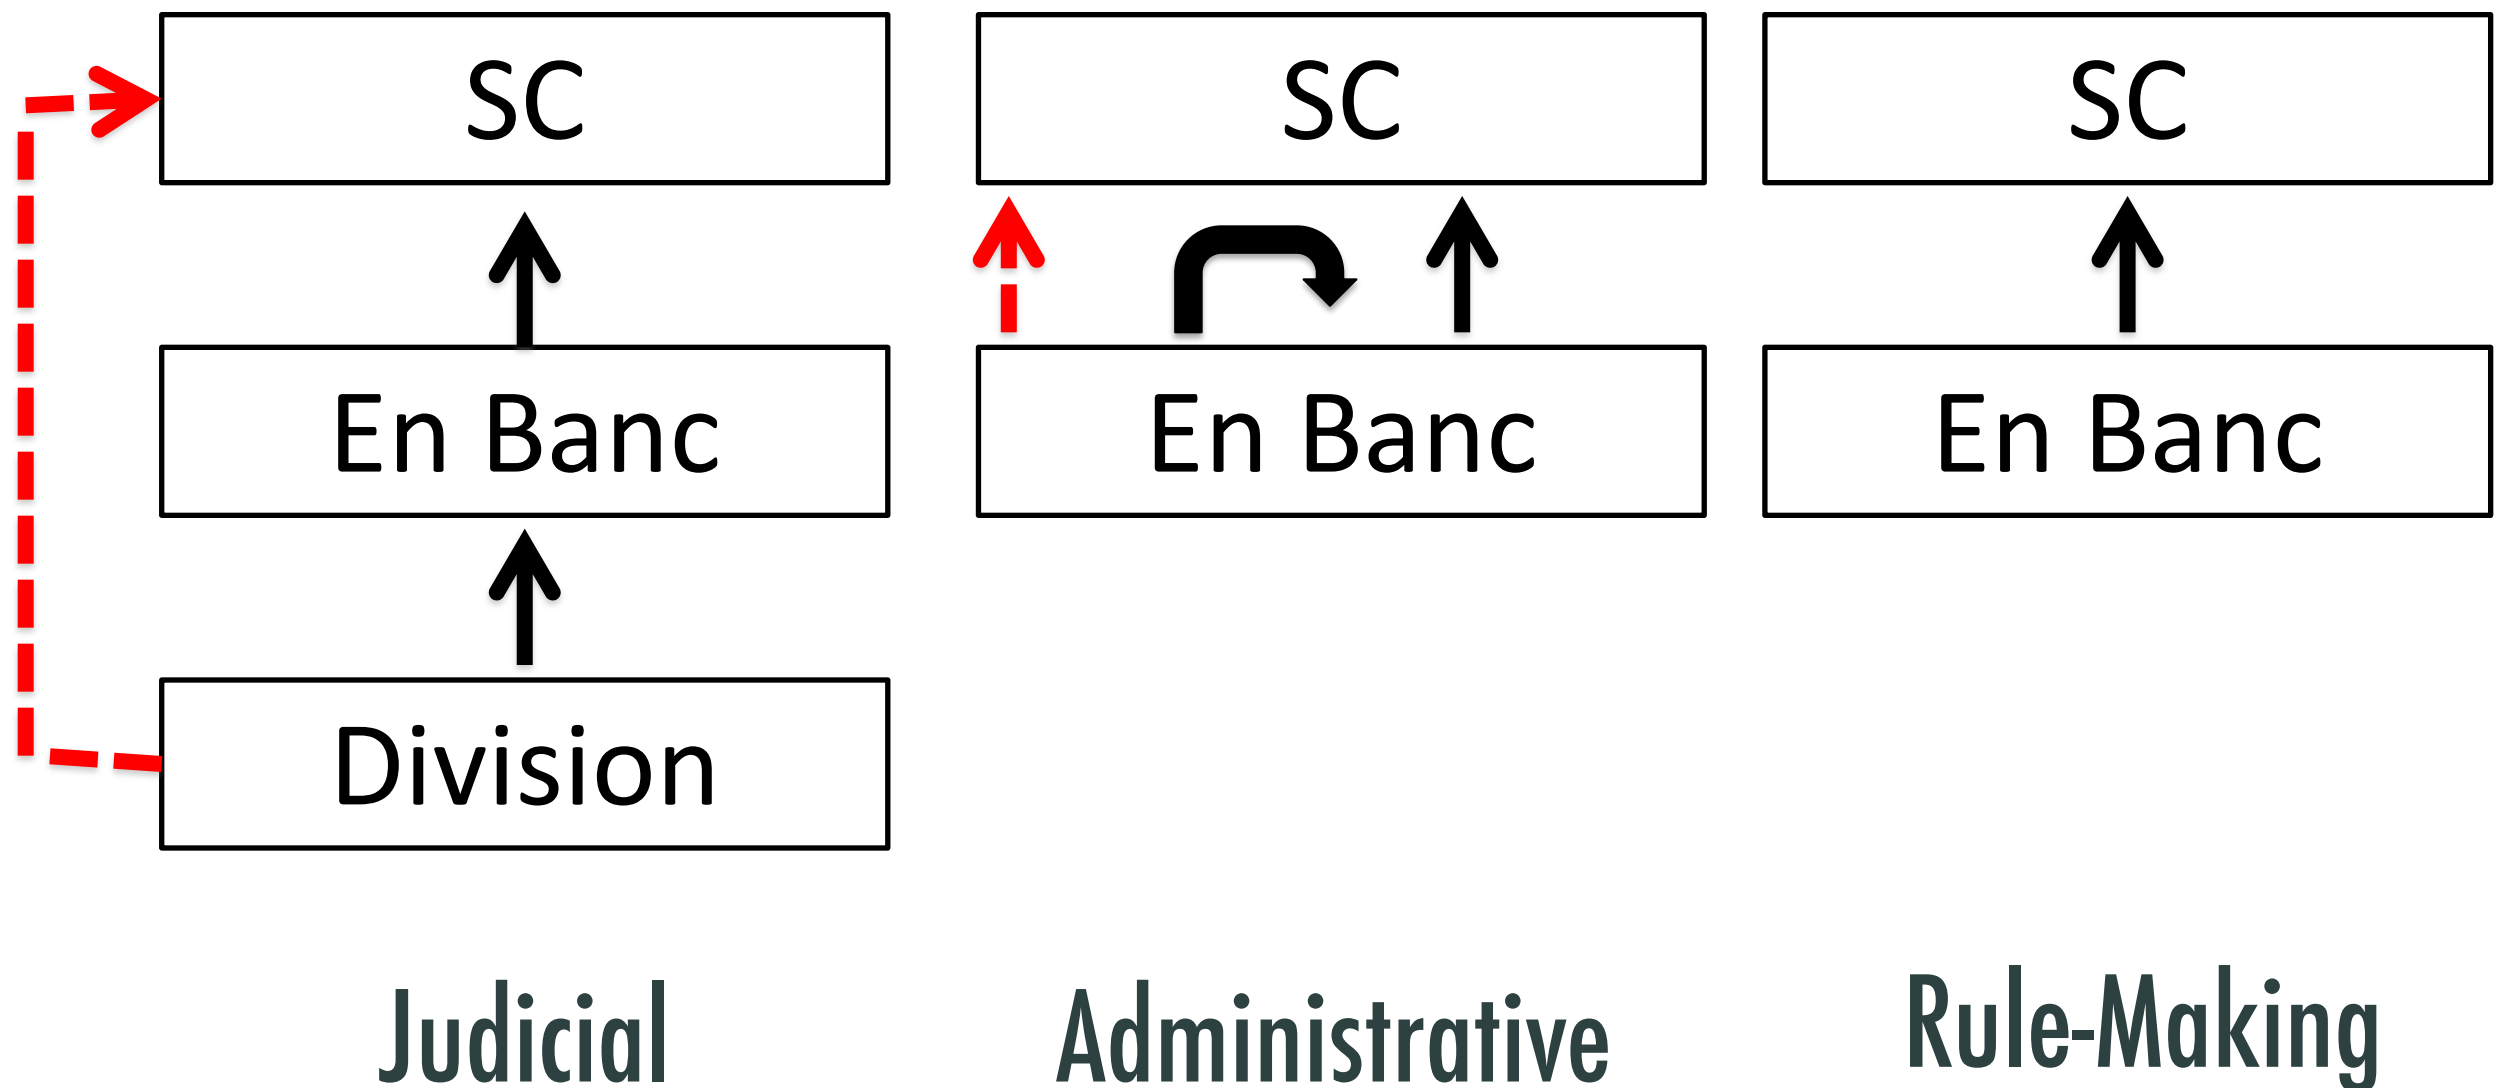 SC
SC
SC
En Banc
En Banc
En Banc
Division
Judicial
Administrative
Rule-Making